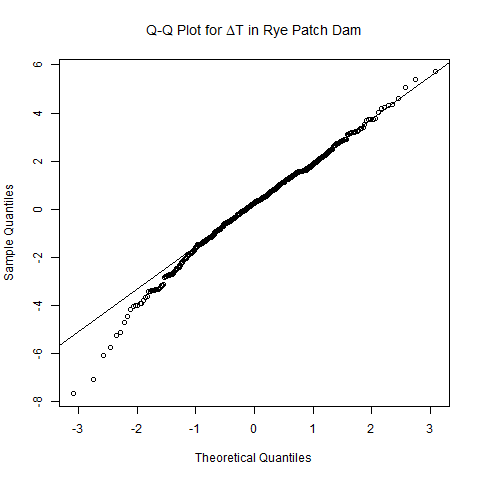 Q-Q Plot for ΔT in Rye Patch Dam
6
4
2
0
-2
-4
-6
-8
Sample Quantiles
-3 -2 -1 0 1 2 3
Theoretical Quantiles